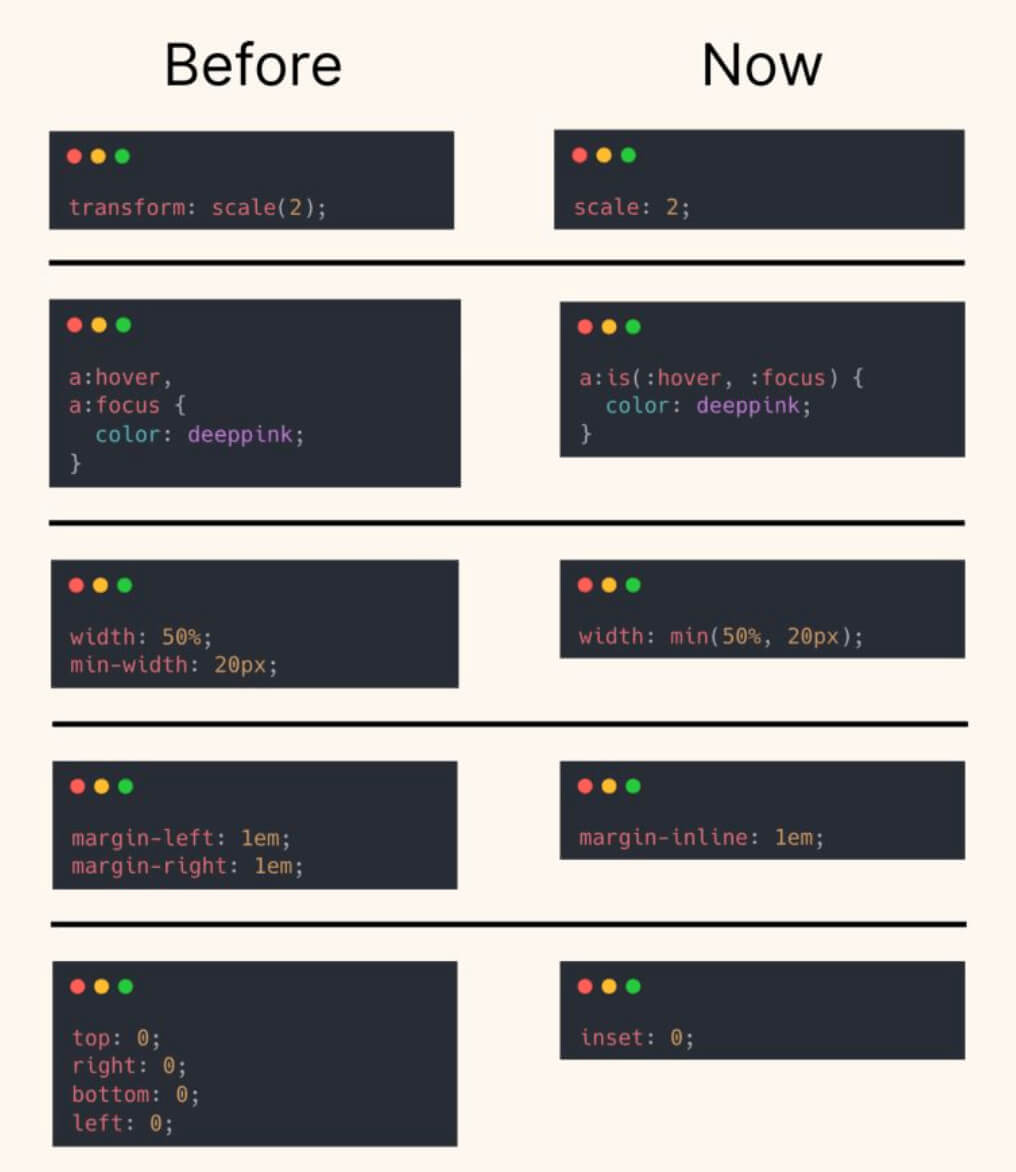 Before
Now
transform: scale(2);
scale: 2;
a:hover,
a:focus {
  color: deeppink;
}
a:is(:hover, :focus) {
  color: deeppink;
}
width: 50%;
min-width: 20px;
width: min(50%, 20px);
margin-left: 1em;
margin-right: 1em;
margin-inline: 1em;
top: 0;
right: 0;
bottom: 0;
left: 0;
inset: 0;